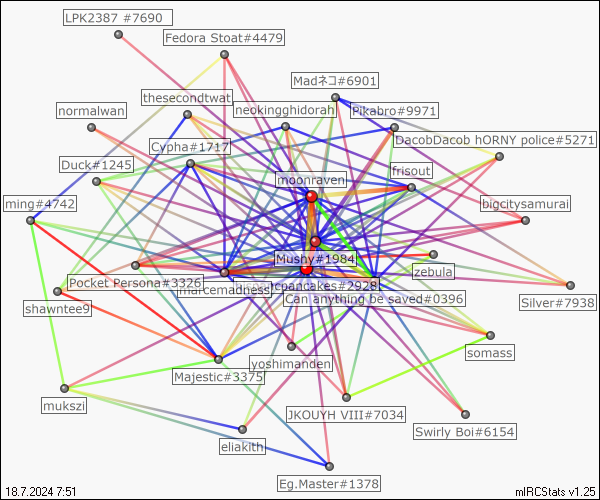 LPK2387 #7690
Fedora Stoat#4479
Madネコ#6901
thesecondtwat
neokingghidorah
Pikabro#9971
normalwan
DacobDacob hORNY police#5271
Cypha#1717
Duck#1245
frisout
moonraven
ming#4742
bigcitysamurai
Mushy#1984
zebula
Pocket Persona#3326
marcemadness
cpancakes#2928
Can anything be saved#0396
shawntee9
Silver#7938
somass
yoshimanden
Majestic#3375
mukszi
JKOUYH VIII#7034
Swirly Boi#6154
eliakith
Eg.Master#1378
18.7.2024 7:51
mIRCStats v1.25